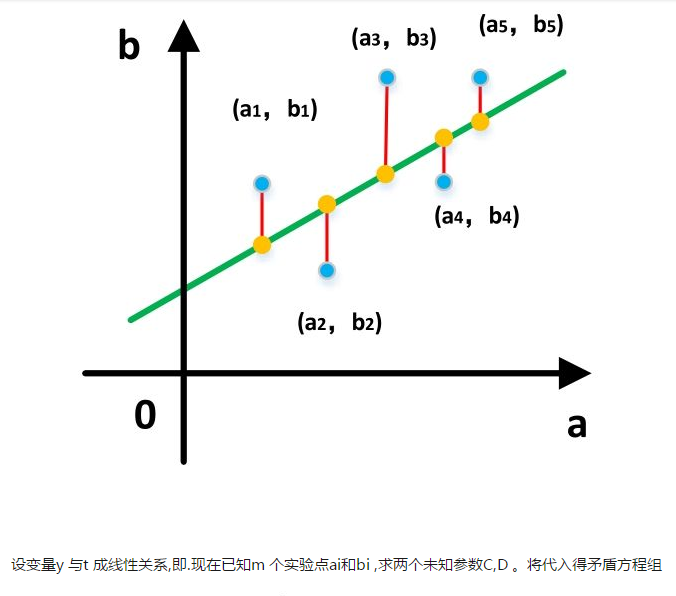 b
(a3, b3)
(a5, b5)
(a1, b1)
(a4, b4)
(a2, b2)
0
a
设变量y 与t 成线性关系,即.现在已知m 个实验点ai和bi ,求两个未知参数C,D 。将代入得矛盾方程组